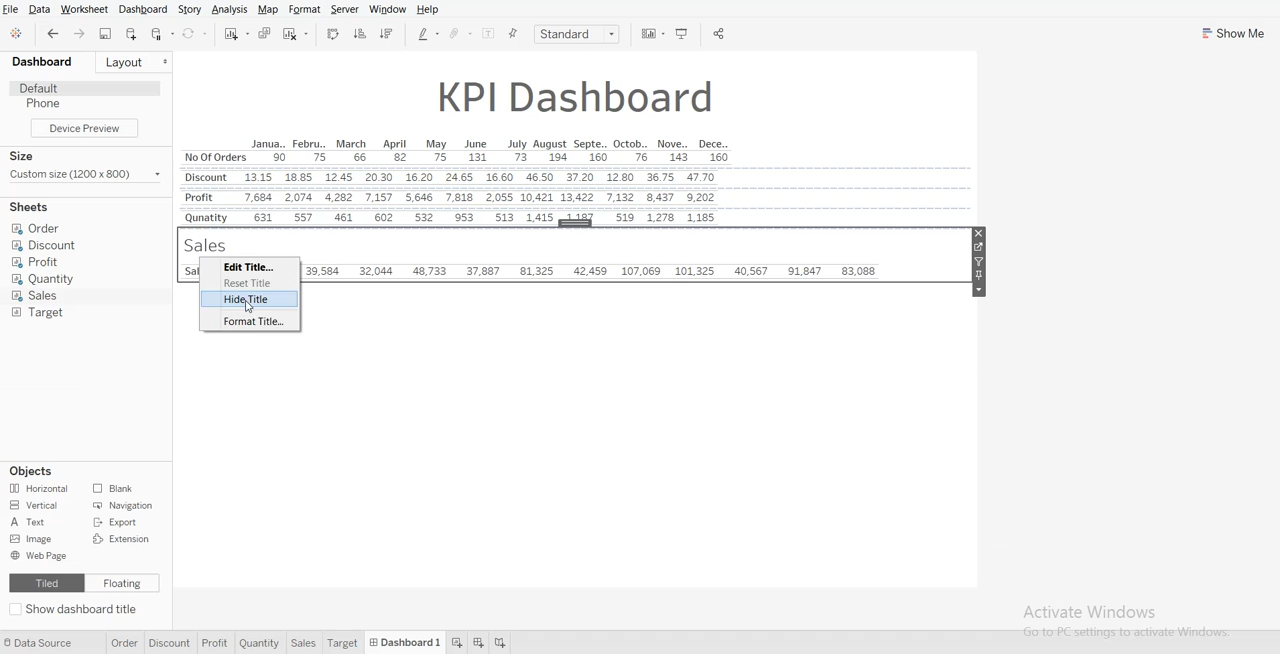 File Data Worksheet Dashboard Story Analysis Map Format Server Window Help
Standard
Show Me
Dashboard Layout
Default
Phone
Device Preview
Size
Custom size (1200 x 800)
Sheets
Order
Discount
Profit
Quantity
Sales
Target
KPI Dashboard
Janua.. Febru.. March April May June July August Septe.. Octob.. Nove.. Dece..
No Of Orders 90 75 66 82 75 131 73 194 160 76 143 160
Discount 13.15 18.85 12.45 20.30 16.20 24.65 16.60 46.50 37.20 12.80 36.75 47.70
Profit 7,684 2,074 4,282 7,157 5,646 7,818 2,055 10,421 13,422 7,132 8,437 9,202
Qunatity 631 557 461 602 532 953 513 1,415 1,187 519 1,278 1,185
Sales
39,584 32,044 48,733 37,887 81,325 42,459 107,069 101,325 40,567 91,847 83,088
Edit Title...
Reset Title
Hide Title
Format Title...
Objects
Horizontal Blank
Vertical Navigation
A Text Export
Image Extension
Web Page
Tiled Floating
Show dashboard title
Activate Windows
Go to PC settings to activate Windows.
Data Source Order Discount Profit Quantity Sales Target Dashboard 1